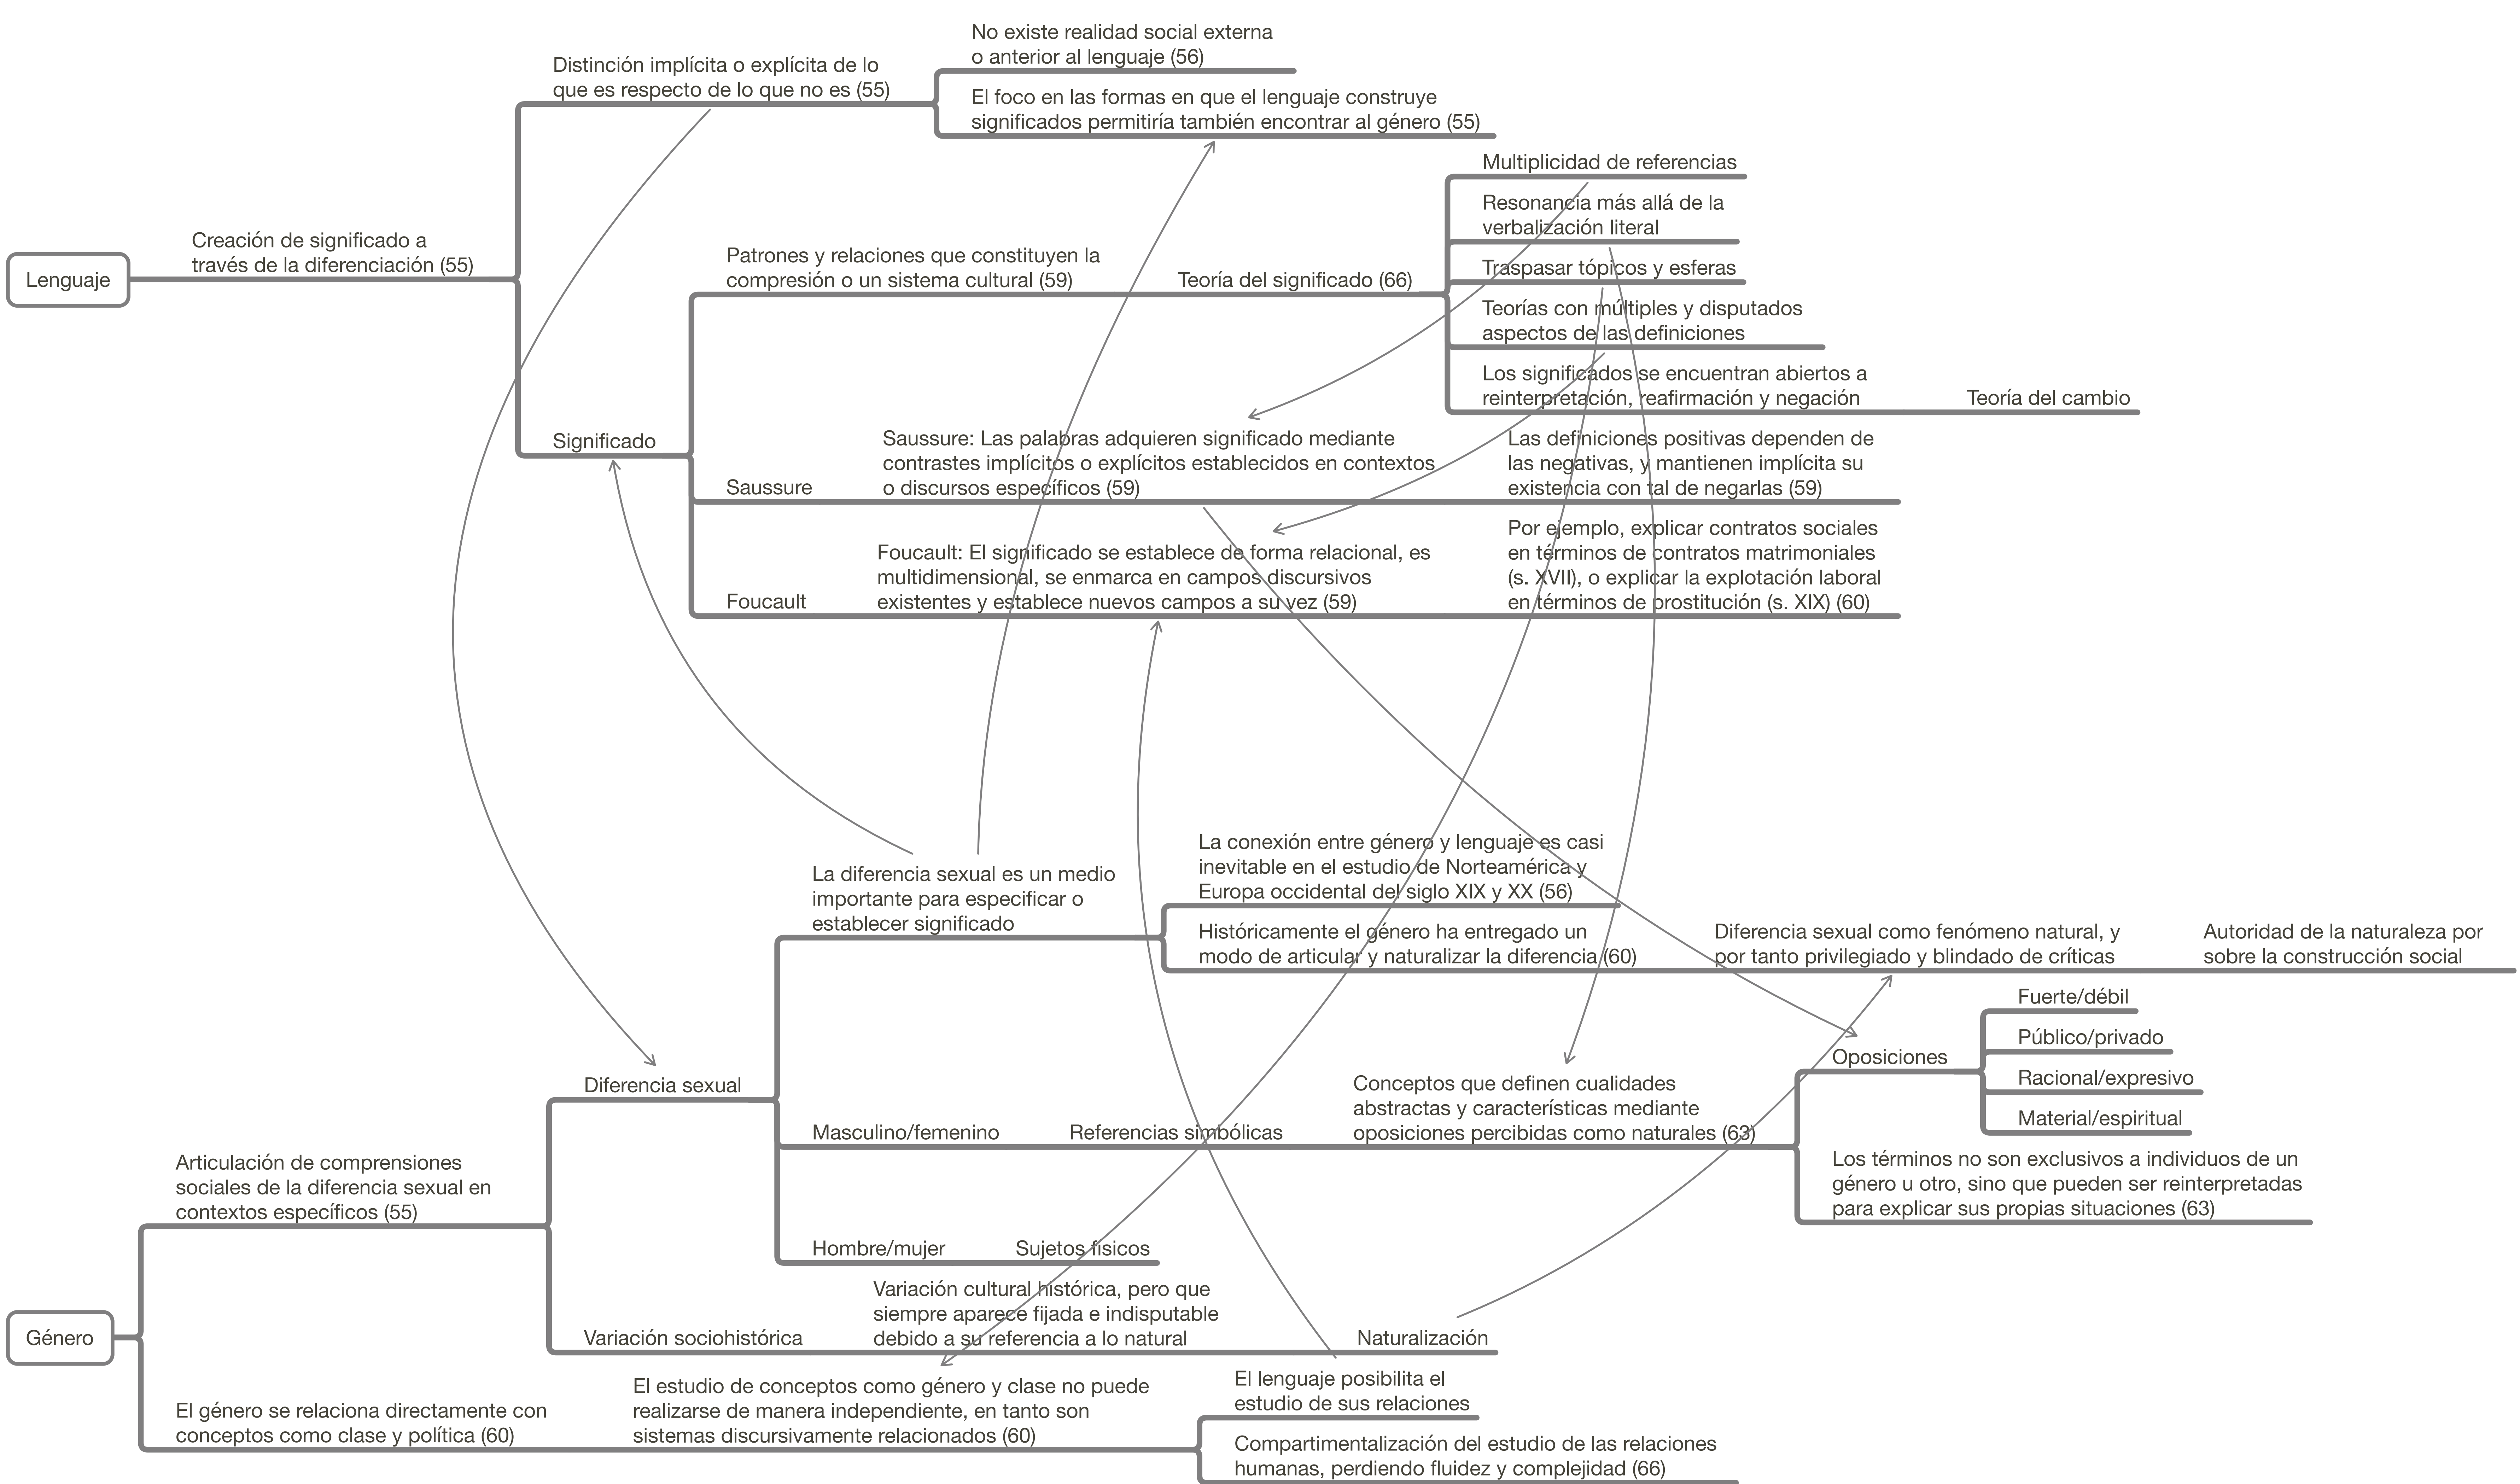 No existe realidad social externa
o anterior al lenguaje (56)
Distinción implícita o explícita de lo
que es respecto de lo que no es (55)
El foco en las formas en que el lenguaje construye
significados permitiría también encontrar al género (55)
Multiplicidad de referencias
Resonancia más allá de la
verbalización literal
Creación de significado a
través de la diferenciación (55)
Lenguaje
Patrones y relaciones que constituyen la
compresión o un sistema cultural (59)
Teoría del significado (66)
Traspasar tópicos y esferas
Teorías con múltiples y disputados
aspectos de las definiciones
Los significados se encuentran abiertos a
reinterpretación, reafirmación y negación
Teoría del cambio
Significado
Saussure
Saussure: Las palabras adquieren significado mediante
contrastes implícitos o explícitos establecidos en contextos
o discursos específicos (59)
Las definiciones positivas dependen de
las negativas, y mantienen implícita su
existencia con tal de negarlas (59)
Foucault
Foucault: El significado se establece de forma relacional, es
multidimensional, se enmarca en campos discursivos
existentes y establece nuevos campos a su vez (59)
Por ejemplo, explicar contratos sociales
en términos de contratos matrimoniales
(s. XVII), o explicar la explotación laboral
en términos de prostitución (s. XIX) (60)
La diferencia sexual es un medio
importante para especificar o
establecer significado
La conexión entre género y lenguaje es casi
inevitable en el estudio de Norteamérica y
Europa occidental del siglo XIX y XX (56)
Históricamente el género ha entregado un
modo de articular y naturalizar la diferencia (60)
Diferencia sexual como fenómeno natural, y
por tanto privilegiado y blindado de críticas
Autoridad de la naturaleza por
sobre la construcción social
Diferencia sexual
Masculino/femenino
Referencias simbólicas
Conceptos que definen cualidades
abstractas y características mediante
oposiciones percibidas como naturales (63)
Oposiciones
Fuerte/débil
Público/privado
Racional/expresivo
Material/espiritual
Los términos no son exclusivos a individuos de un
género u otro, sino que pueden ser reinterpretadas
para explicar sus propias situaciones (63)
Articulación de comprensiones
sociales de la diferencia sexual en
contextos específicos (55)
Hombre/mujer
Sujetos físicos
Género
Variación sociohistórica
Variación cultural histórica, pero que
siempre aparece fijada e indisputable
debido a su referencia a lo natural
Naturalización
El género se relaciona directamente con
conceptos como clase y política (60)
El estudio de conceptos como género y clase no puede
realizarse de manera independiente, en tanto son
sistemas discursivamente relacionados (60)
El lenguaje posibilita el
estudio de sus relaciones
Compartimentalización del estudio de las relaciones
humanas, perdiendo fluidez y complejidad (66)